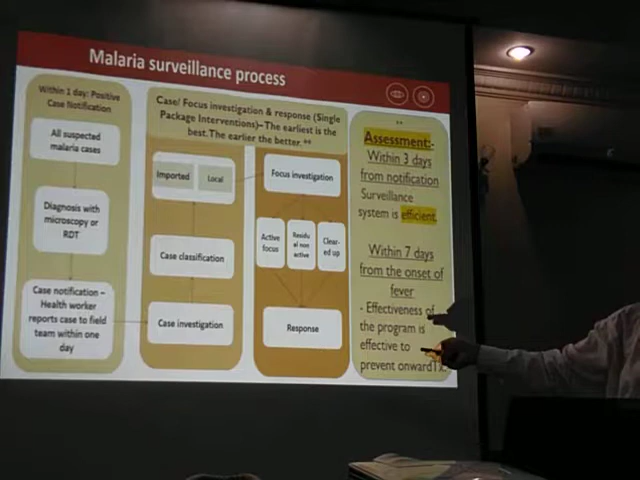 Malaria surveillance process
Within 1 day: Positive
Case Notification
All suspected
malaria cases
Diagnosis with
microscopy or
RDT
Case notification –
Health worker
reports case to field
team within one
day
Case/ Focus investigation & response (Single
Package Interventions)– The earliest is the
best. The earlier the better. **
Imported
Local
Case classification
Case investigation
Focus investigation
Active
focus
Residu
al non
active
Clear-
ed up
Response
**
Assessment:-
Within 3 days
from notification
Surveillance
system is efficient
Within 7 days
from the onset of
fever
- Effectiveness of
the program is
effective to
prevent onward Tx.